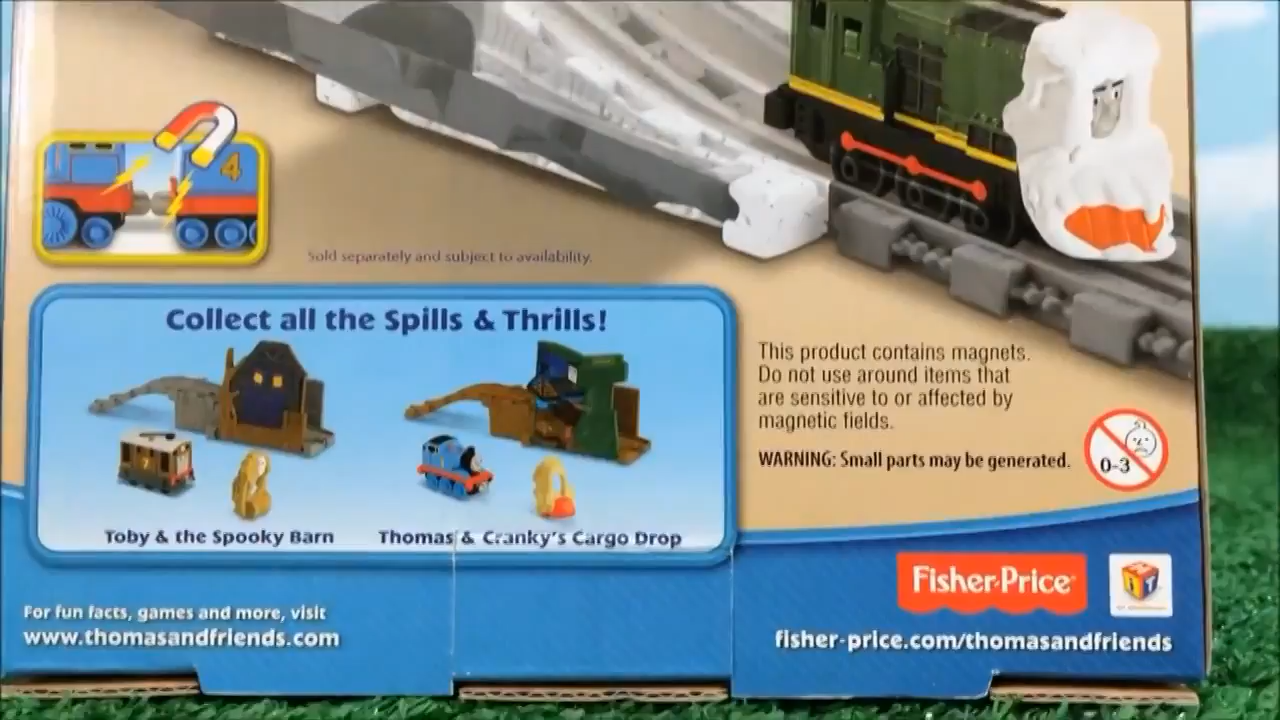 4
Sold separately and subject to availability.
Collect all the Spills & Thrills!
7
Toby & the Spooky Barn
Thomas & Cranky's Cargo Drop
This product contains magnets.
Do not use around items that
are sensitive to or affected by
magnetic fields.
WARNING: Small parts may be generated.
0-3
For fun facts, games and more, visit
www.thomasandfriends.com
Fisher-Price
HiT
fisher-price.com/thomasandfriends